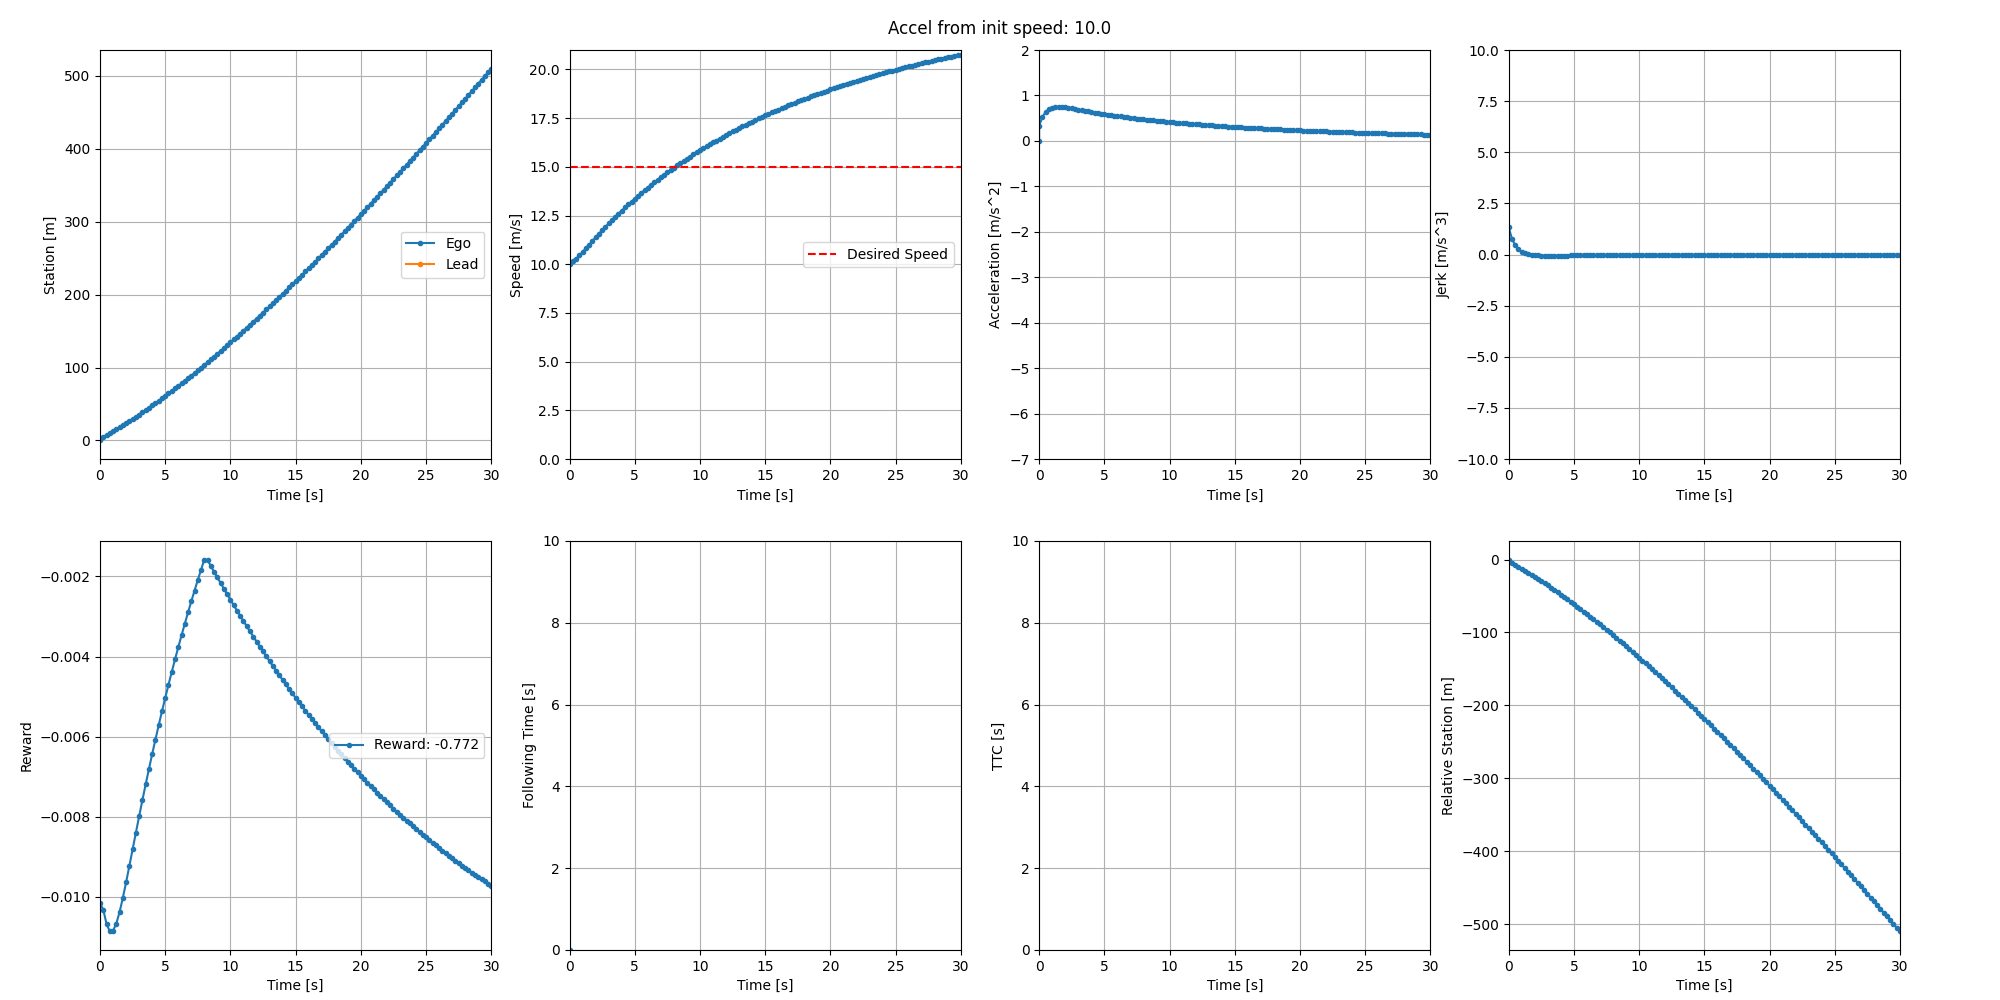 Accel from init speed: 10.0
Station [m]
500
400
300
200
100
0
0 5 10 15 20 25 30
Time [s]
Ego
Lead
Speed [m/s]
20.0
17.5
15.0
12.5
10.0
7.5
5.0
2.5
0.0
0 5 10 15 20 25 30
Time [s]
Desired Speed
Acceleration [m/s^2]
2
1
0
−1
−2
−3
−4
−5
−6
−7
0 5 10 15 20 25 30
Time [s]
Jerk [m/s^3]
10.0
7.5
5.0
2.5
0.0
−2.5
−5.0
−7.5
−10.0
0 5 10 15 20 25 30
Time [s]
Reward
−0.002
−0.004
−0.006
−0.008
−0.010
0 5 10 15 20 25 30
Time [s]
Reward: -0.772
Following Time [s]
10
8
6
4
2
0
0 5 10 15 20 25 30
Time [s]
TTC [s]
10
8
6
4
2
0
0 5 10 15 20 25 30
Time [s]
Relative Station [m]
0
−100
−200
−300
−400
−500
0 5 10 15 20 25 30
Time [s]